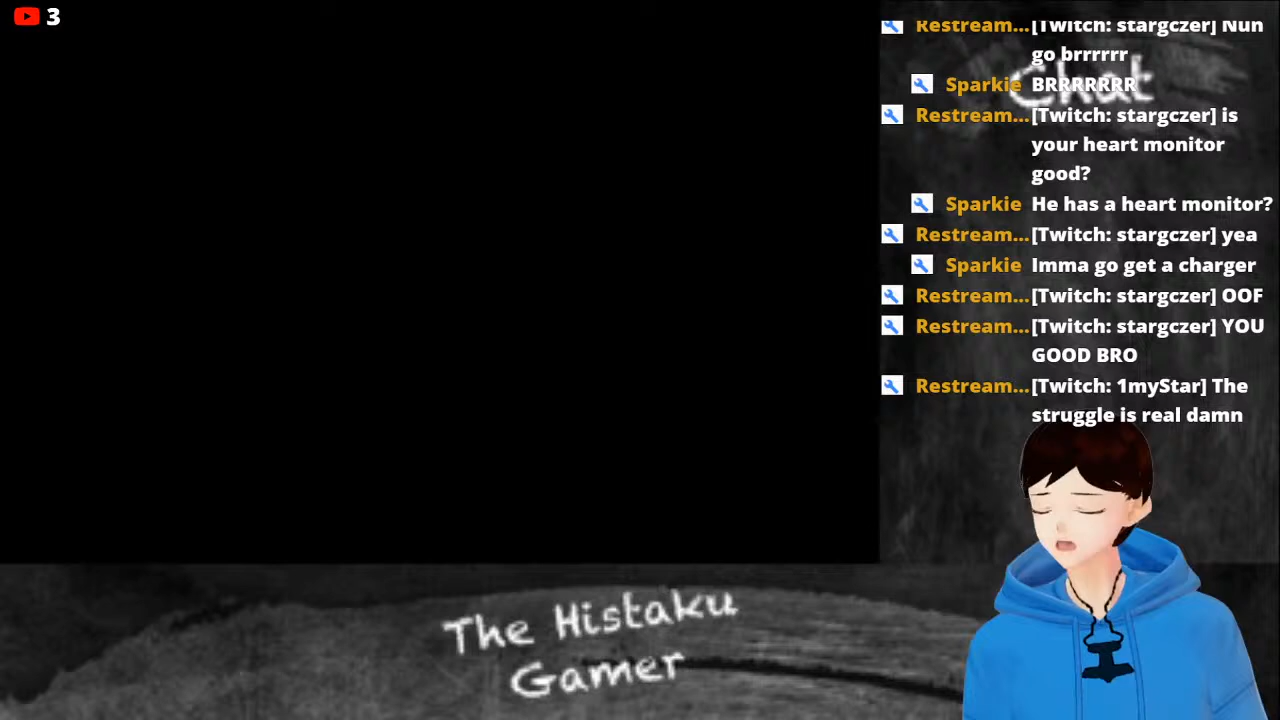 3
Restream... [Twitch: stargczer] Nun
go brrrrrr
Chat
Sparkie BRRRRRRR
Restream... [Twitch: stargczer] is
your heart monitor
good?
Sparkie He has a heart monitor?
Restream... [Twitch: stargczer] yea
Sparkie Imma go get a charger
Restream... [Twitch: stargczer] OOF
Restream... [Twitch: stargczer] YOU
GOOD BRO
Restream... [Twitch: 1myStar] The
struggle is real damn
The Histaku
Gamer